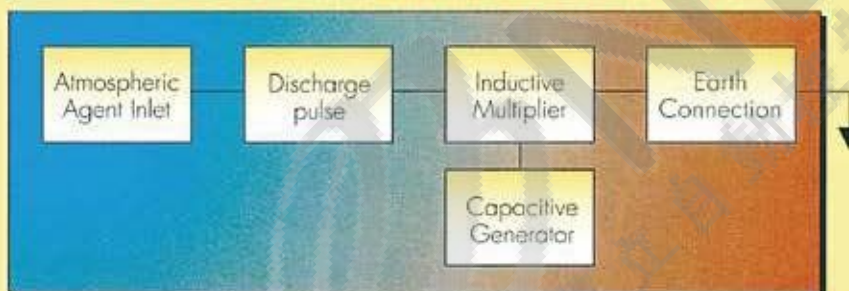 Atmospheric
Agent Inlet
Discharge
pulse
Inductive
Multiplier
Earth
Connection
Capacitive
Generator